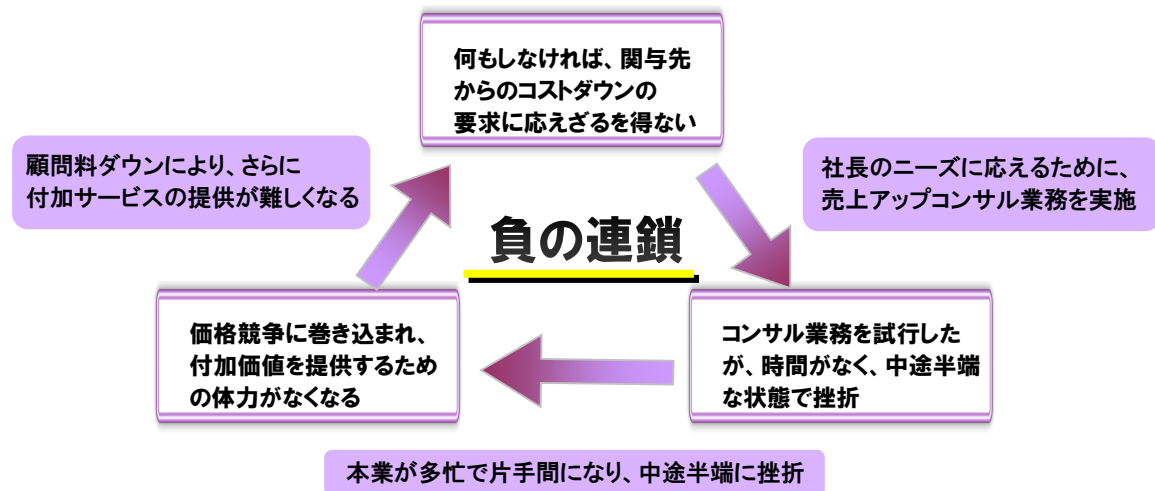 何もしなければ、関与先
からのコストダウンの
要求に応えざるを得ない
顧問料ダウンにより、さらに
付加サービスの提供が難しくなる
社長のニーズに応えるために、
売上アップコンサル業務を実施
負の連鎖
価格競争に巻き込まれ、
付加価値を提供するため
の体力がなくなる
コンサル業務を試行した
が、時間がなく、中途半端
な状態で挫折
本業が多忙で片手間になり、中途半端に挫折